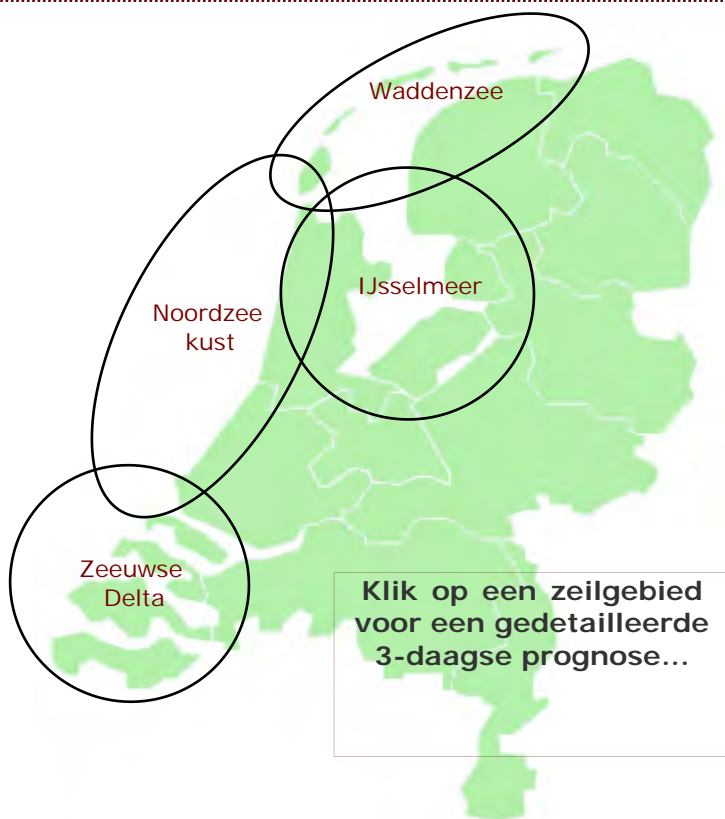 Waddenzee
IJsselmeer
Noordzee
kust
Zeeuwse
Delta
Klik op een zeilgebied
voor een gedetailleerde
3-daagse prognose...